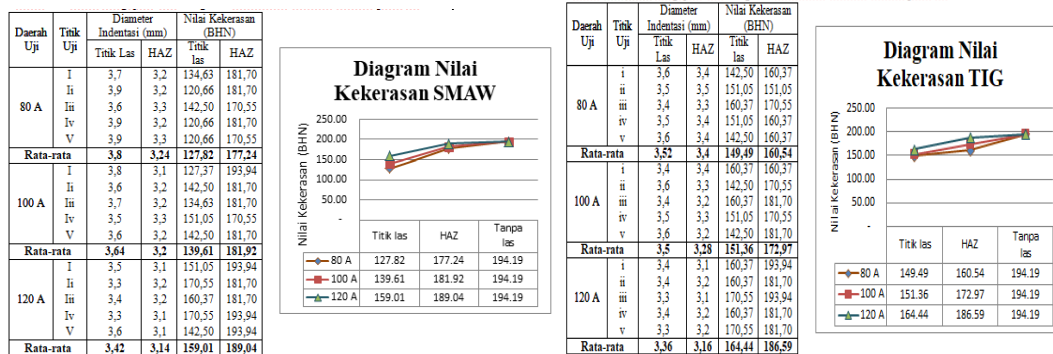 Daerah Uji Titik Uji Diameter Indentasi (mm) Nilai Kekerasan (BHN)
Titik Las HAZ Titik las HAZ
80 A
I 3,7 3,2 134,63 181,70
Ii 3,9 3,2 120,66 181,70
Iii 3,6 3,3 142,50 170,55
Iv 3,9 3,2 120,66 181,70
V 3,9 3,3 120,66 170,55
Rata-rata 3,8 3,24 127,82 177,24
100 A
I 3,8 3,1 127,37 193,94
Ii 3,6 3,2 142,50 181,70
Iii 3,7 3,2 134,63 181,70
Iv 3,5 3,3 151,05 170,55
V 3,6 3,2 142,50 181,70
Rata-rata 3,64 3,2 139,61 181,92
120 A
I 3,5 3,1 151,05 193,94
Ii 3,3 3,2 170,55 181,70
Iii 3,4 3,2 160,37 181,70
Iv 3,3 3,1 170,55 193,94
V 3,6 3,1 142,50 193,94
Rata-rata 3,42 3,14 159,01 189,04
Diagram Nilai
Kekerasan SMAW
Nilai Kekerasan (BHN)
250.00
200.00
150.00
100.00
50.00
-
Titik las HAZ Tanpa las
80 A 127.82 177.24 194.19
100 A 139.61 181.92 194.19
120 A 159.01 189.04 194.19
Daerah Uji Titik Uji Diameter Indentasi (mm) Nilai Kekerasan (BHN)
Titik Las HAZ Titik las HAZ
80 A
i 3,6 3,4 142,50 160,37
ii 3,5 3,5 151,05 151,05
iii 3,4 3,3 160,37 170,55
iv 3,5 3,4 151,05 160,37
v 3,6 3,4 142,50 160,37
Rata-rata 3,52 3,4 149,49 160,54
100 A
i 3,4 3,4 160,37 160,37
ii 3,6 3,3 142,50 170,55
iii 3,4 3,2 160,37 181,70
iv 3,5 3,3 151,05 170,55
v 3,6 3,2 142,50 181,70
Rata-rata 3,5 3,28 151,36 172,97
120 A
i 3,4 3,1 160,37 193,94
ii 3,4 3,2 160,37 181,70
iii 3,3 3,1 170,55 193,94
iv 3,4 3,2 160,37 181,70
v 3,3 3,2 170,55 181,70
Rata-rata 3,36 3,16 164,44 186,59
Diagram Nilai
Kekerasan TIG
Nilai Kekerasan (BHN)
250.00
200.00
150.00
100.00
50.00
-
Titik las HAZ Tanpa las
80 A 149.49 160.54 194.19
100 A 151.36 172.97 194.19
120 A 164.44 186.59 194.19